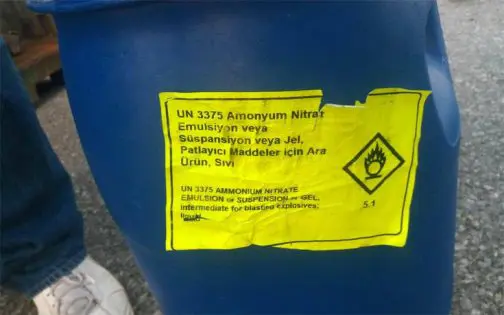 UN 3375 Amonyum Nitrat
Emulsiyon veya
Süspansiyon veya Jel,
Patlayıcı Maddeler için Ara
Ürün, Sıvı
UN 3375 AMMONIUM NITRATE
EMULSION or SUSPENSION or GEL,
intermediate for blasting explosives,
liquid
5.1